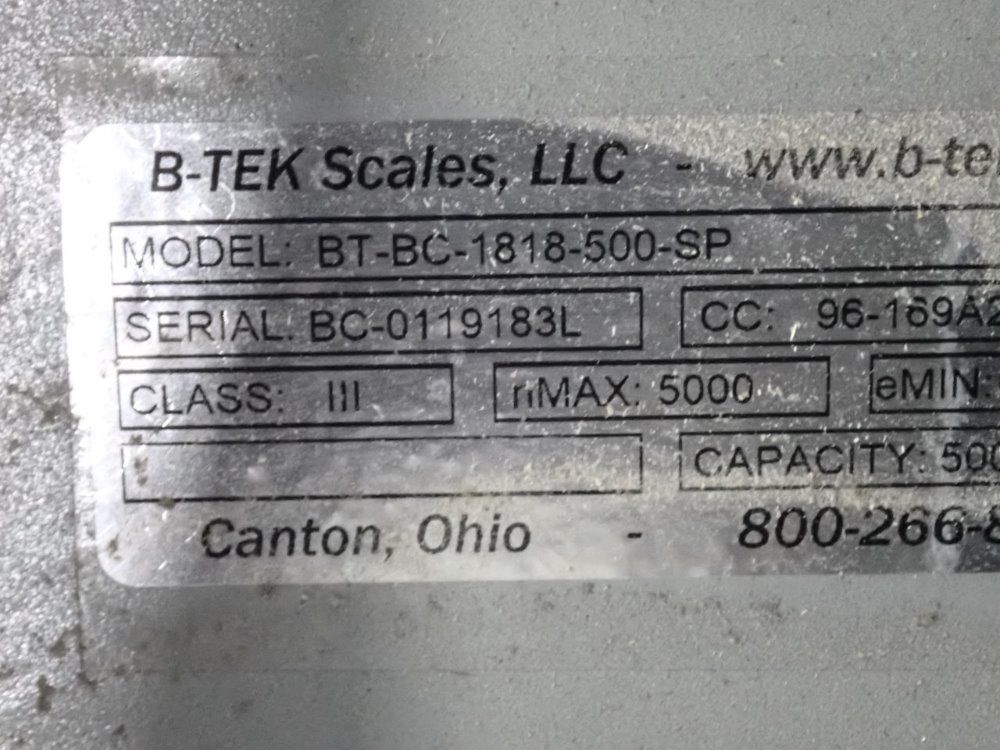 B-TEK Scales, LLC - www.b-te
MODEL: BT-BC-1818-500-SP
SERIAL: BC-0119183L CC: 96-169A2
CLASS: III nMAX: 5000 eMIN:
CAPACITY: 500
Canton, Ohio - 800-266-8